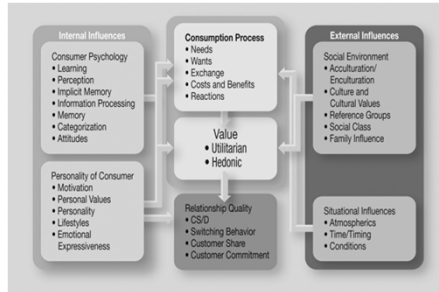 Internal Influences
Consumer Psychology
• Learning
• Perception
• Implicit Memory
• Information Processing
• Memory
• Categorization
• Attitudes
Personality of Consumer
• Motivation
• Personal Values
• Personality
• Lifestyles
• Emotional
Expressiveness
Consumption Process
• Needs
• Wants
• Exchange
• Costs and Benefits
• Reactions
Value
• Utilitarian
• Hedonic
Relationship Quality
• CS/D
• Switching Behavior
• Customer Share
• Customer Commitment
External Influences
Social Environment
• Acculturation/
Enculturation
• Culture and
Cultural Values
• Reference Groups
• Social Class
• Family Influence
Situational Influences
• Atmospherics
• Time/Timing
• Conditions